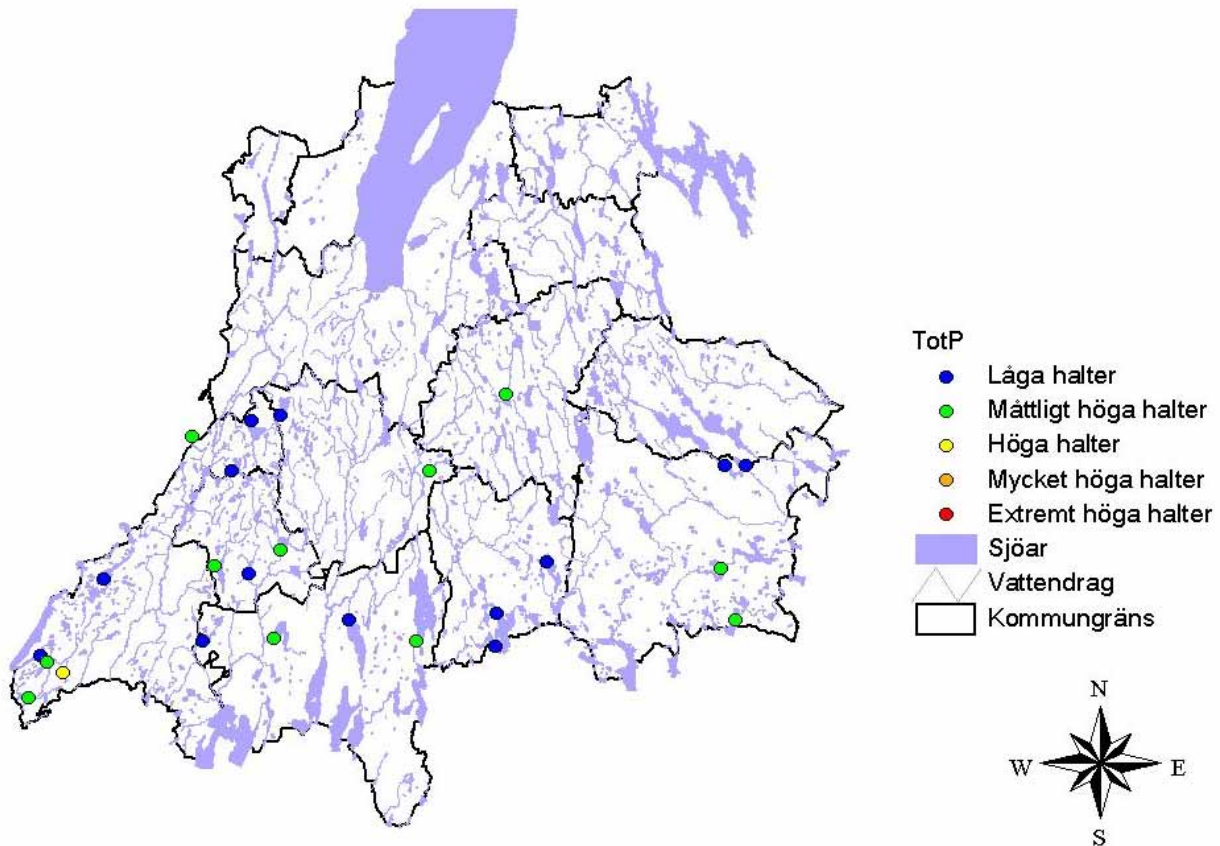 TotP
Låga halter
Måttligt höga halter
Höga halter
Mycket höga halter
Extremt höga halter
Sjöar
Vattendrag
Kommungräns
N
W E
S